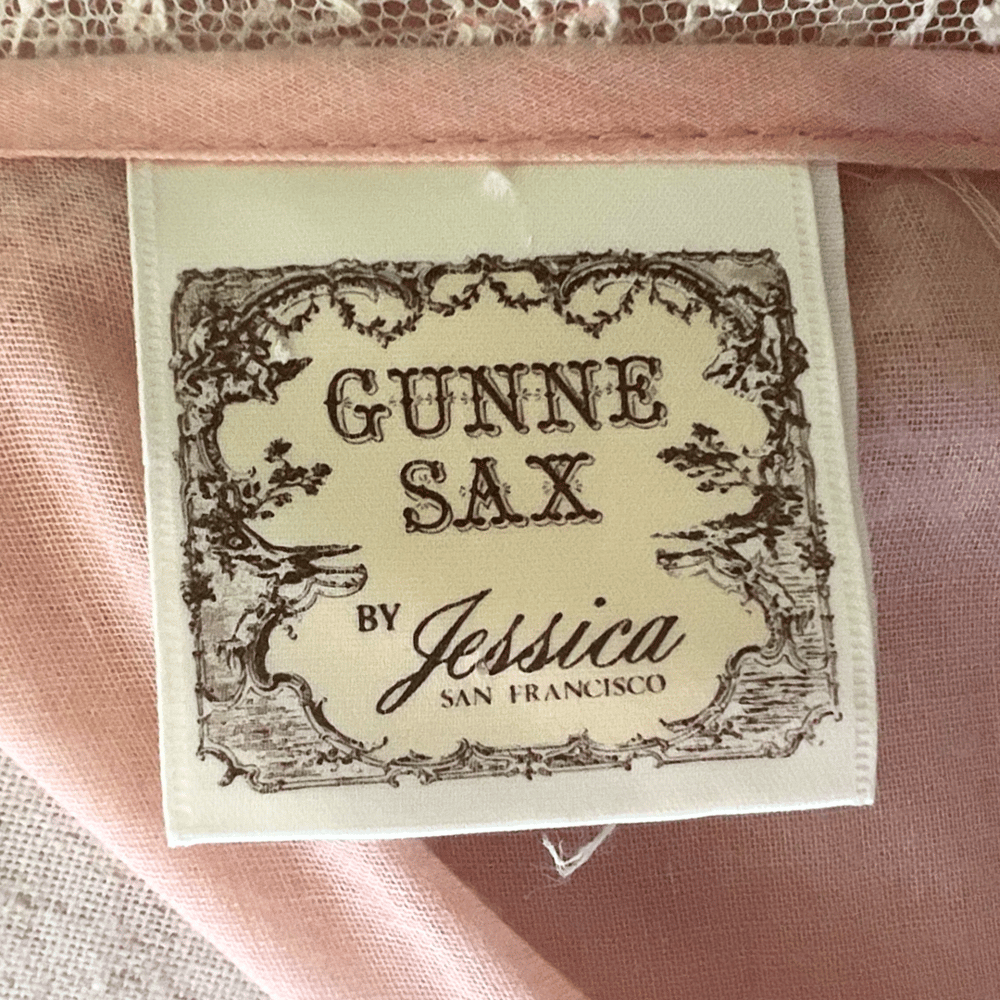 GUNNE
SAX
BY Jessica
SAN FRANCISCO